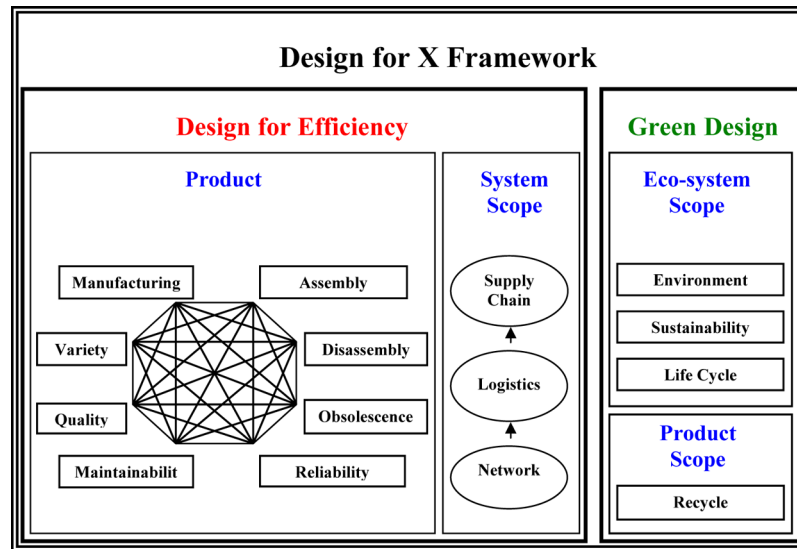 Design for X Framework
Design for Efficiency
Product
Manufacturing
Assembly
Variety
Disassembly
Quality
Obsolescence
Maintainabilit
Reliability
System
Scope
Supply
Chain
Logistics
Network
Green Design
Eco-system
Scope
Environment
Sustainability
Life Cycle
Product
Scope
Recycle